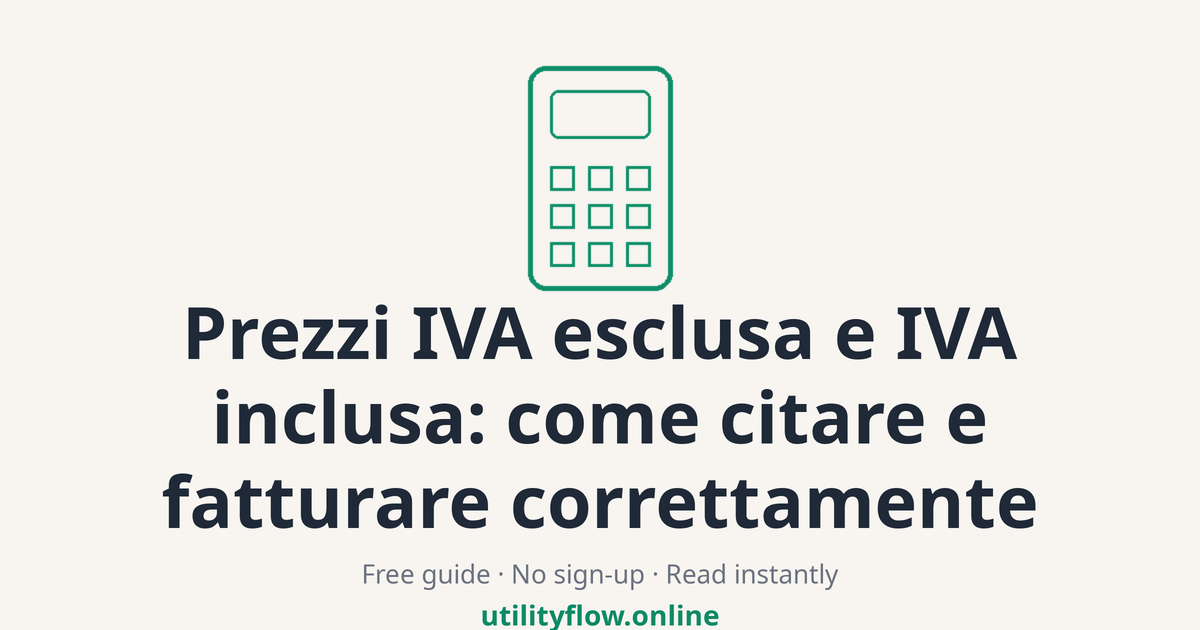 Prezzi IVA esclusa e IVA
inclusa: come citare e
fatturare correttamente
Free guide · No sign-up · Read instantly
utilityflow.online